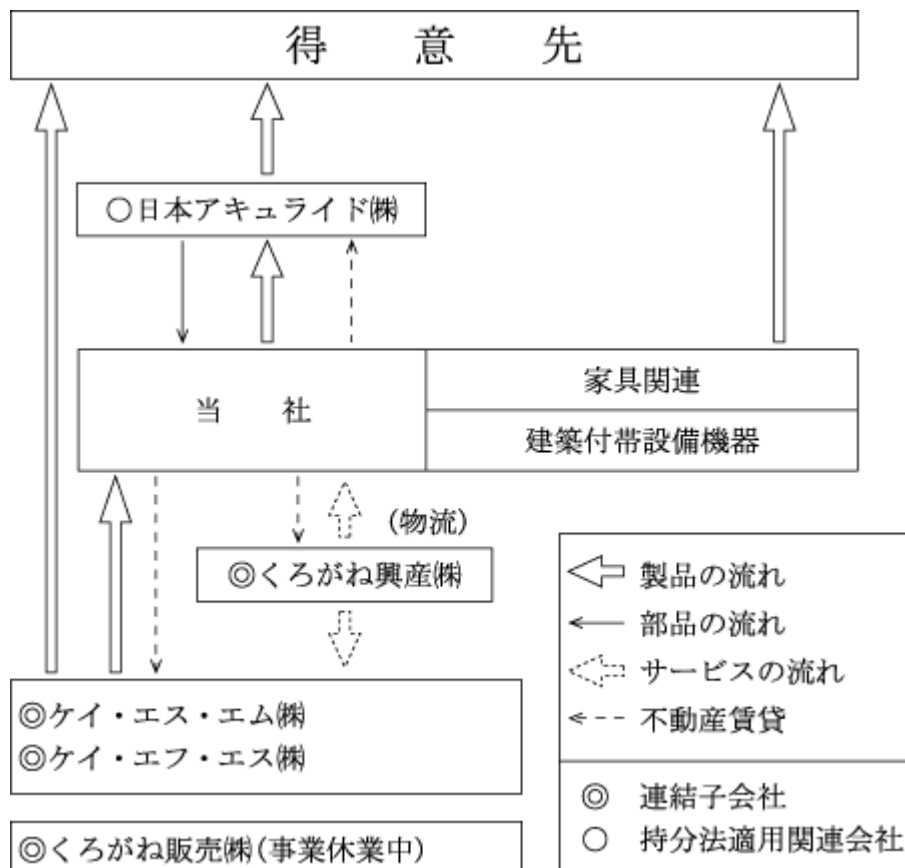 得意先
○日本アキュライド㈱
当社
家具関連
建築付帯設備機器
(物流)
◎くろがね興産㈱
◎ケイ・エス・エム㈱
◎ケイ・エフ・エス㈱
◎くろがね販売㈱(事業休業中)
製品の流れ
部品の流れ
サービスの流れ
不動産賃貸
◎ 連結子会社
○ 持分法適用関連会社